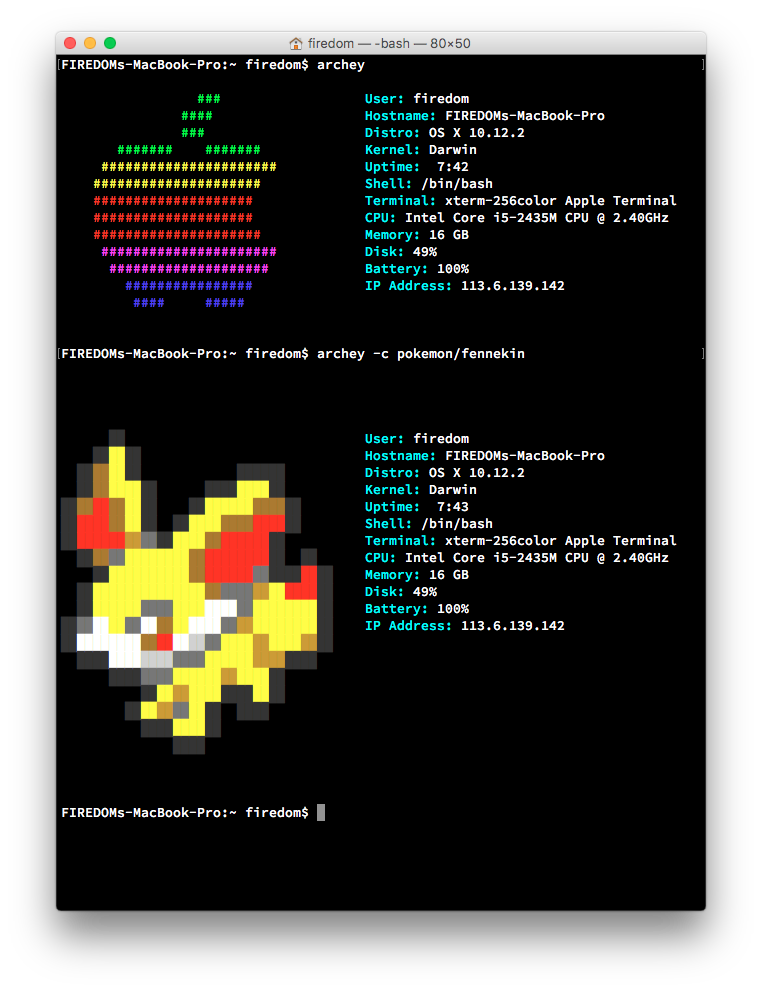 firedom — -bash — 80×50
[FIREDOMs-MacBook-Pro:~ firedom$ archey ]
### User: firedom
#### Hostname: FIREDOMs-MacBook-Pro
### Distro: OS X 10.12.2
####### ####### Kernel: Darwin
###################### Uptime:  7:42
##################### Shell: /bin/bash
#################### Terminal: xterm-256color Apple Terminal
#################### CPU: Intel Core i5-2435M CPU @ 2.40GHz
##################### Memory: 16 GB
###################### Disk: 49%
#################### Battery: 100%
################ IP Address: 113.6.139.142
#### #####
[FIREDOMs-MacBook-Pro:~ firedom$ archey -c pokemon/fennekin ]
User: firedom
Hostname: FIREDOMs-MacBook-Pro
Distro: OS X 10.12.2
Kernel: Darwin
Uptime:  7:43
Shell: /bin/bash
Terminal: xterm-256color Apple Terminal
CPU: Intel Core i5-2435M CPU @ 2.40GHz
Memory: 16 GB
Disk: 49%
Battery: 100%
IP Address: 113.6.139.142
FIREDOMs-MacBook-Pro:~ firedom$